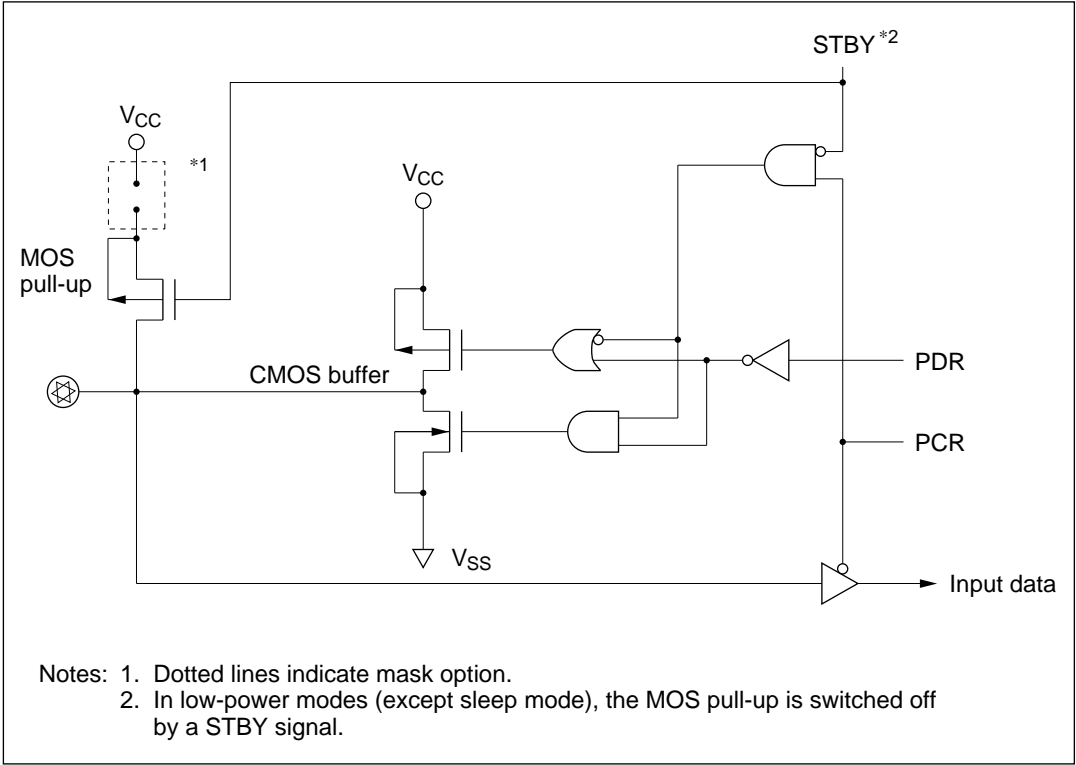 STBY*2
VCC
*1
VCC
MOS
pull-up
CMOS buffer
PDR
PCR
VSS
Input data
Notes: 1. Dotted lines indicate mask option.
2. In low-power modes (except sleep mode), the MOS pull-up is switched off
by a STBY signal.